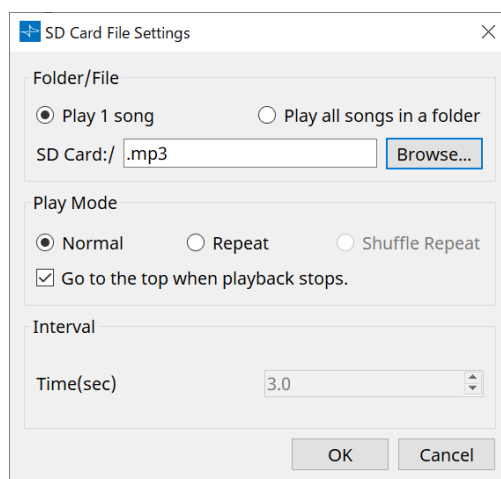 SD Card File Settings
Folder/File
Play 1 song Play all songs in a folder
SD Card:/ .mp3 Browse...
Play Mode
Normal Repeat Shuffle Repeat
Go to the top when playback stops.
Interval
Time(sec) 3.0
OK Cancel